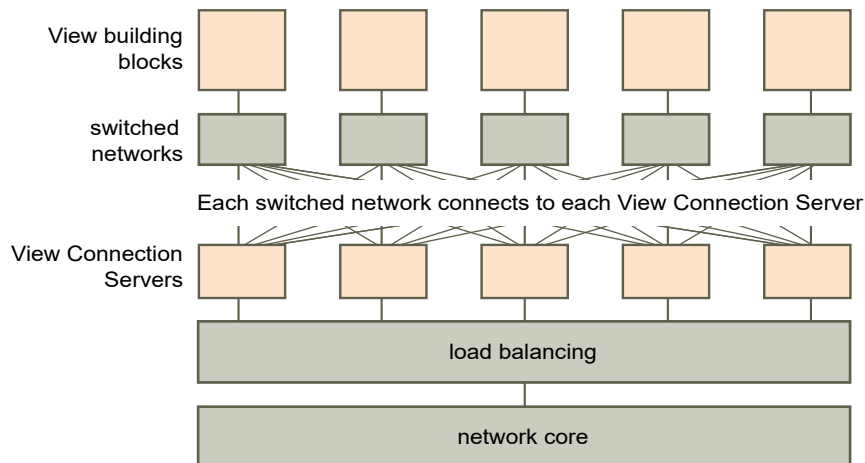 View building
blocks
switched
networks
Each switched network connects to each View Connection Server
View Connection
Servers
load balancing
network core